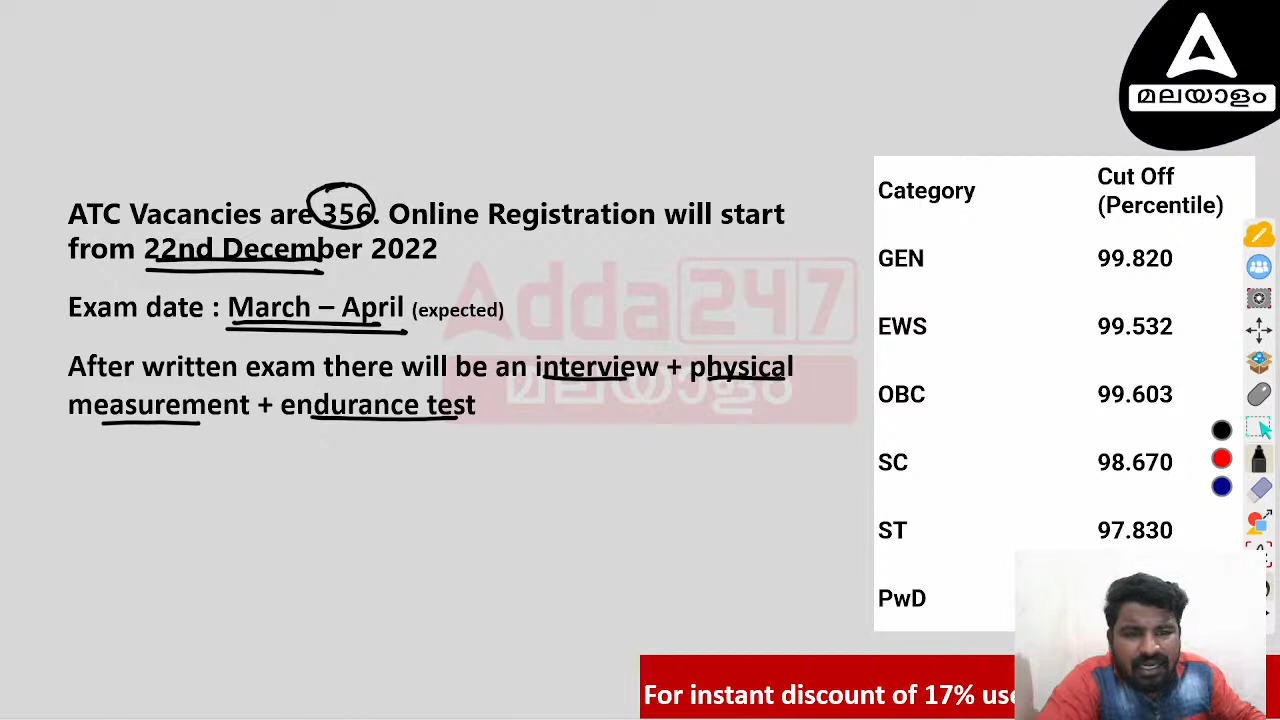 മലയാളം
ATC Vacancies are 356. Online Registration will start
from 22nd December 2022
Exam date : March – April (expected)
After written exam there will be an interview + physical
measurement + endurance test
Adda247
മലയാളം
Category Cut Off (Percentile)
GEN 99.820
EWS 99.532
OBC 99.603
SC 98.670
ST 97.830
PwD
For instant discount of 17% use